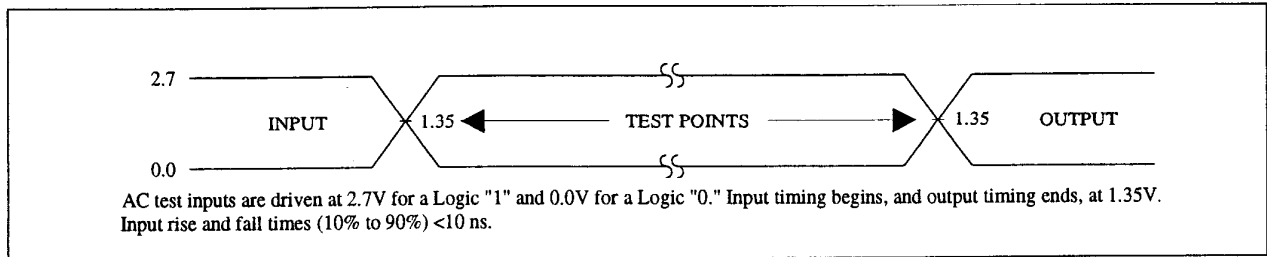 2.7
INPUT 1.35 TEST POINTS 1.35 OUTPUT
0.0
AC test inputs are driven at 2.7V for a Logic "1" and 0.0V for a Logic "0." Input timing begins, and output timing ends, at 1.35V.
Input rise and fall times (10% to 90%) <10 ns.